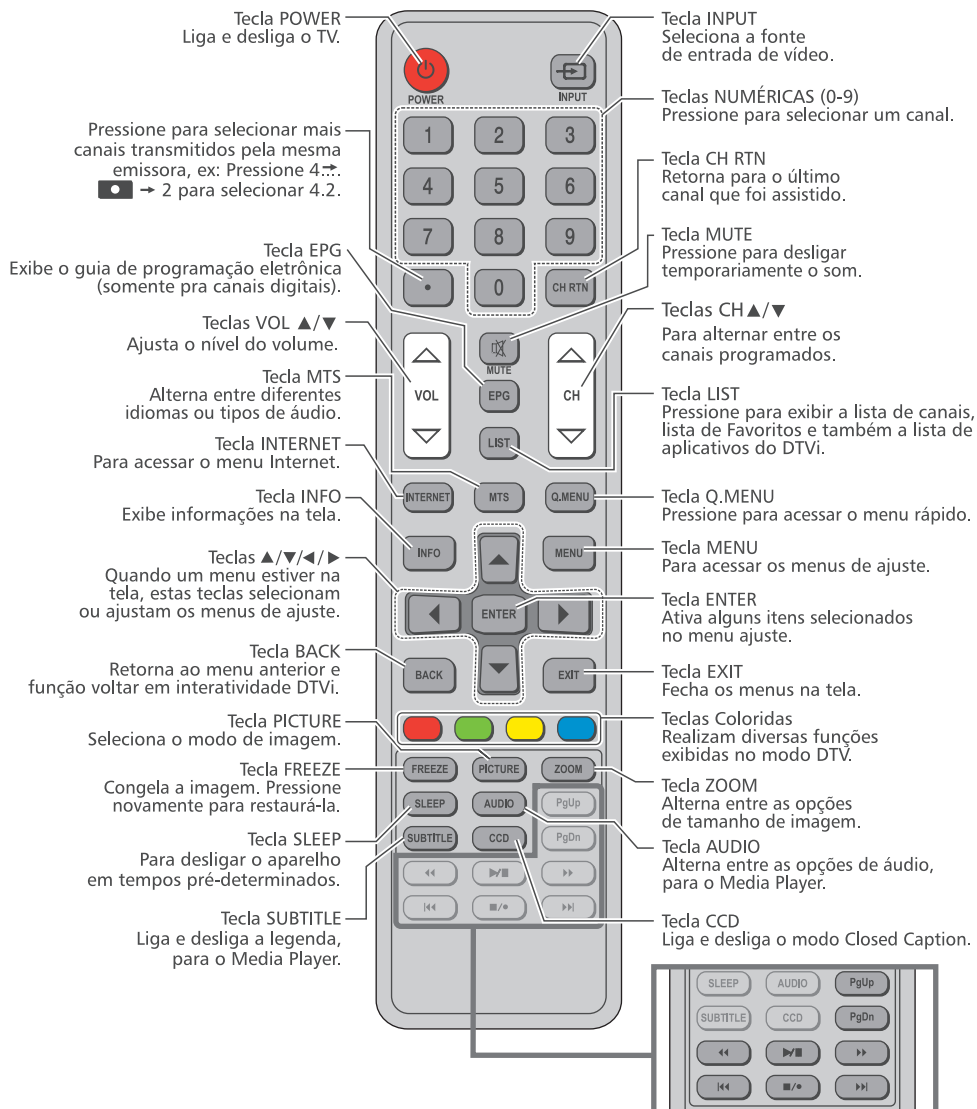 Tecla POWER
Liga e desliga o TV.
Pressione para selecionar mais
canais transmitidos pela mesma
emissora, ex: Pressione 4→.
• → 2 para selecionar 4.2.
Tecla EPG
Exibe o guia de programação eletrônica
(somente pra canais digitais).
Teclas VOL ▲/▼
Ajusta o nível do volume.
Tecla MTS
Alterna entre diferentes
idiomas ou tipos de áudio.
Tecla INTERNET
Para acessar o menu Internet.
Tecla INFO
Exibe informações na tela.
Teclas ▲/▼/◀/▶
Quando um menu estiver na
tela, estas teclas selecionam
ou ajustam os menus de ajuste.
Tecla BACK
Retorna ao menu anterior e
função voltar em interatividade DTVi.
Tecla PICTURE
Seleciona o modo de imagem.
Tecla FREEZE
Congela a imagem. Pressione
novamente para restaurá-la.
Tecla SLEEP
Para desligar o aparelho
em tempos pré-determinados.
Tecla SUBTITLE
Liga e desliga a legenda,
para o Media Player.
POWER
INPUT
1 2 3
4 5 6
7 8 9
• 0 CH RTN
MUTE
VOL EPG CH
LIST
INTERNET MTS Q.MENU
INFO MENU
ENTER
BACK EXIT
FREEZE PICTURE ZOOM
SLEEP AUDIO PgUp
SUBTITLE CCD PgDn
Tecla INPUT
Seleciona a fonte
de entrada de vídeo.
Teclas NUMÉRICAS (0-9)
Pressione para selecionar um canal.
Tecla CH RTN
Retorna para o último
canal que foi assistido.
Tecla MUTE
Pressione para desligar
temporariamente o som.
Teclas CH▲/▼
Para alternar entre os
canais programados.
Tecla LIST
Pressione para exibir a lista de canais,
lista de Favoritos e também a lista de
aplicativos do DTVi.
Tecla Q.MENU
Pressione para acessar o menu rápido.
Tecla MENU
Para acessar os menus de ajuste.
Tecla ENTER
Ativa alguns itens selecionados
no menu ajuste.
Tecla EXIT
Fecha os menus na tela.
Teclas Coloridas
Realizam diversas funções
exibidas no modo DTV.
Tecla ZOOM
Alterna entre as opções
de tamanho de imagem.
Tecla AUDIO
Alterna entre as opções de áudio,
para o Media Player.
Tecla CCD
Liga e desliga o modo Closed Caption.
SLEEP AUDIO PgUp
SUBTITLE CCD PgDn